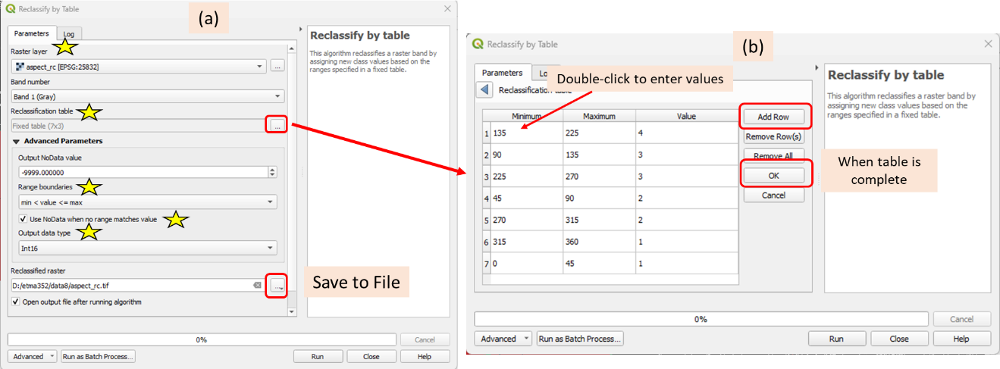 Reclassify by Table
(a)
Parameters
Log
Raster layer
aspect_rc [EPSG:25832]
...
Band number
Band 1 (Gray)
Reclassification table
Fixed table (7x3)
...
Advanced Parameters
Output NoData value
-9999.000000
Range boundaries
min < value <= max
Use NoData when no range matches value
Output data type
Int16
Reclassified raster
D:/etma352/data8/aspect_rc.tif
...
Open output file after running algorithm
Save to File
0%
Cancel
Advanced
Run as Batch Process...
Run
Close
Help
Reclassify by table
This algorithm reclassifies a raster band by
assigning new class values based on the
ranges specified in a fixed table.
Reclassify by Table
(b)
Parameters
Double-click to enter values
Reclassification
Minimum Maximum Value
1 135 225 4
2 90 135 3
3 225 270 3
4 45 90 2
5 270 315 2
6 315 360 1
7 0 45 1
Add Row
Remove Row(s)
Remove All
OK
Cancel
When table is
complete
Reclassify by table
This algorithm reclassifies a raster band by
assigning new class values based on the
ranges specified in a fixed table.
0%
Cancel
Advanced
Run as Batch Process...
Run
Close
Help